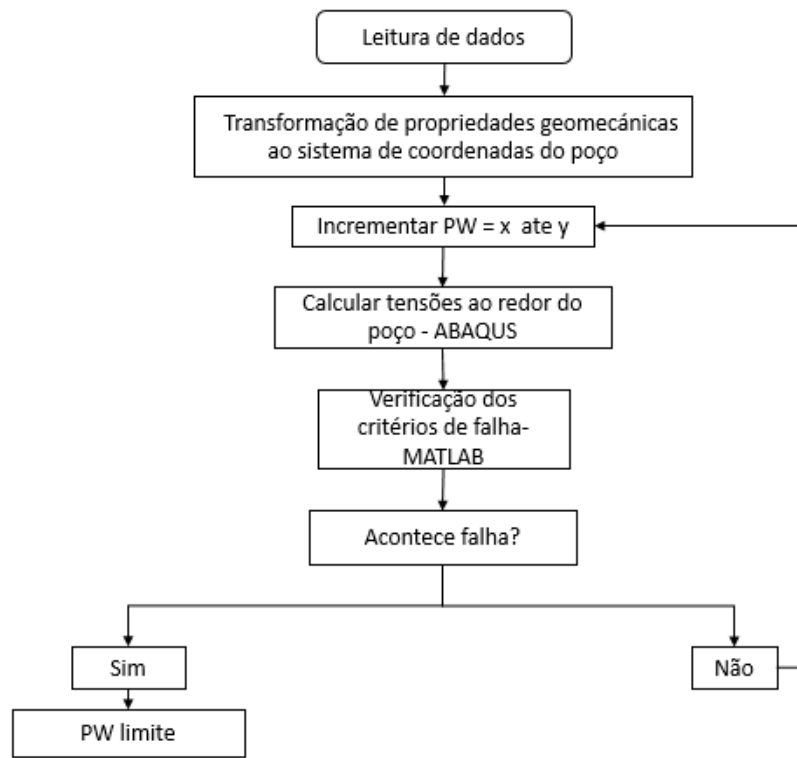 Leitura de dados
Transformação de propriedades geomecánicas
ao sistema de coordenadas do poço
Incrementar PW = x ate y
Calcular tensões ao redor do
poço - ABAQUS
Verificação dos
critérios de falha-
MATLAB
Acontece falha?
Sim
Não
PW limite